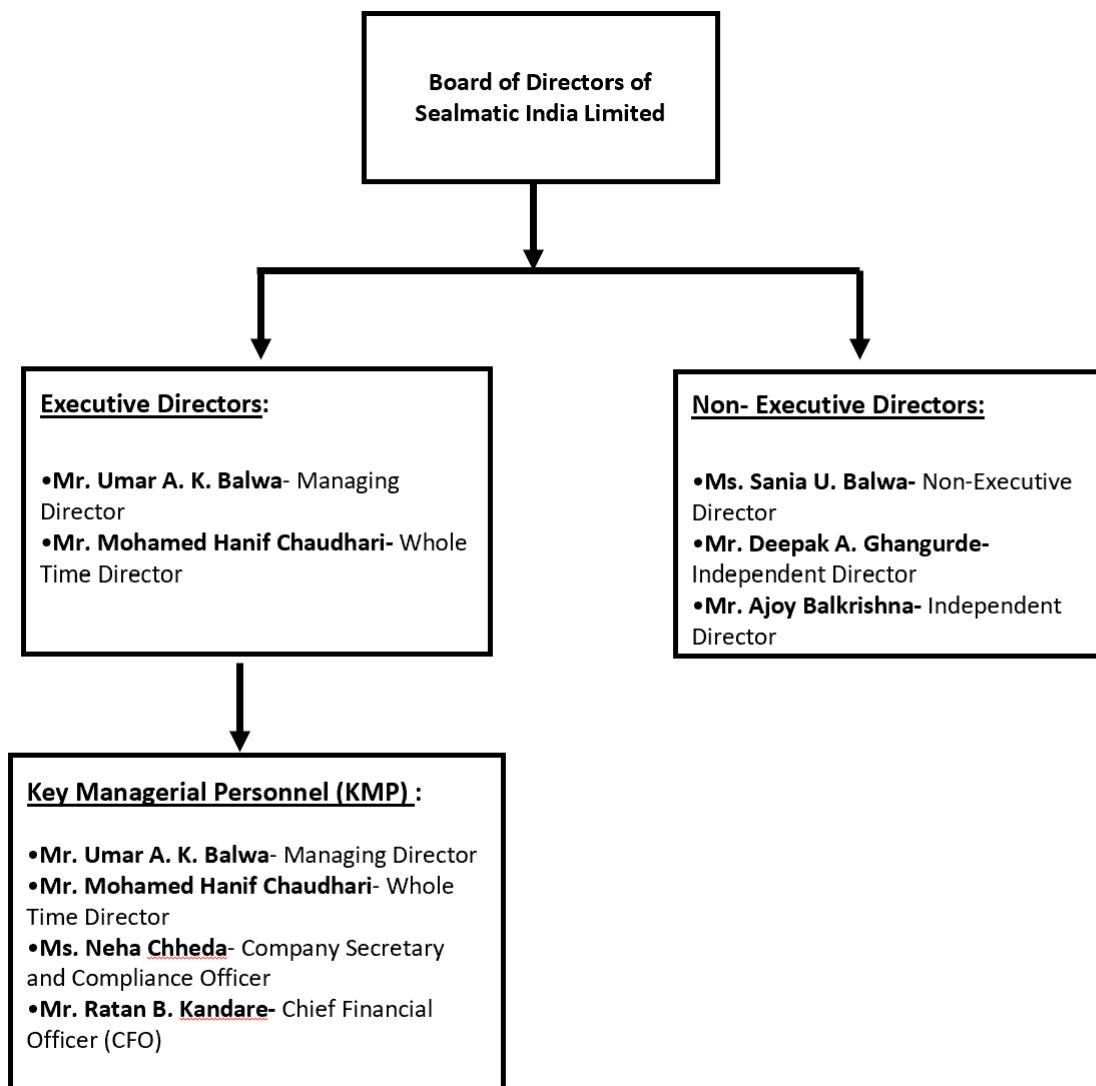 Board of Directors of
Sealmatic India Limited
Executive Directors:
•Mr. Umar A. K. Balwa- Managing
Director
•Mr. Mohamed Hanif Chaudhari- Whole
Time Director
Non- Executive Directors:
•Ms. Sania U. Balwa- Non-Executive
Director
•Mr. Deepak A. Ghangurde-
Independent Director
•Mr. Ajoy Balkrishna- Independent
Director
Key Managerial Personnel (KMP) :
•Mr. Umar A. K. Balwa- Managing Director
•Mr. Mohamed Hanif Chaudhari- Whole
Time Director
•Ms. Neha Chheda- Company Secretary
and Compliance Officer
•Mr. Ratan B. Kandare- Chief Financial
Officer (CFO)